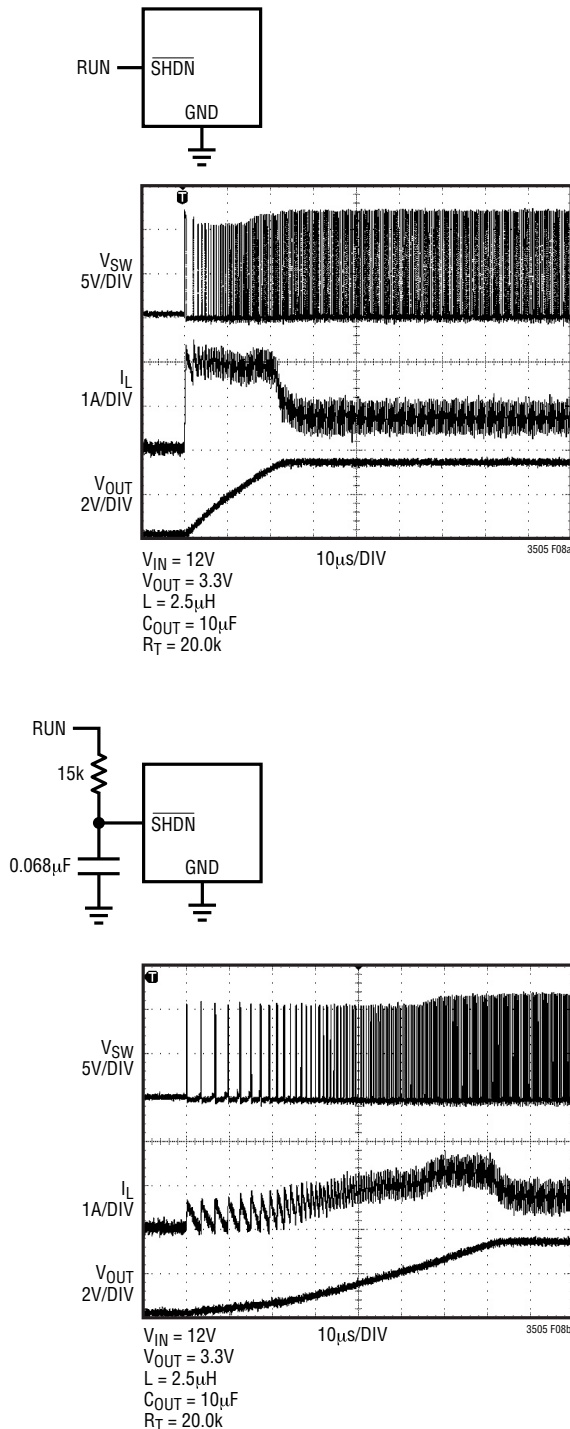 RUN
SHDN
GND
T
VSW
5V/DIV
IL
1A/DIV
VOUT
2V/DIV
VIN = 12V
VOUT = 3.3V
L = 2.5µH
COUT = 10µF
RT = 20.0k
10µs/DIV
3505 F08a
RUN
15k
SHDN
0.068µF
GND
T
VSW
5V/DIV
IL
1A/DIV
VOUT
2V/DIV
VIN = 12V
VOUT = 3.3V
L = 2.5µH
COUT = 10µF
RT = 20.0k
10µs/DIV
3505 F08b